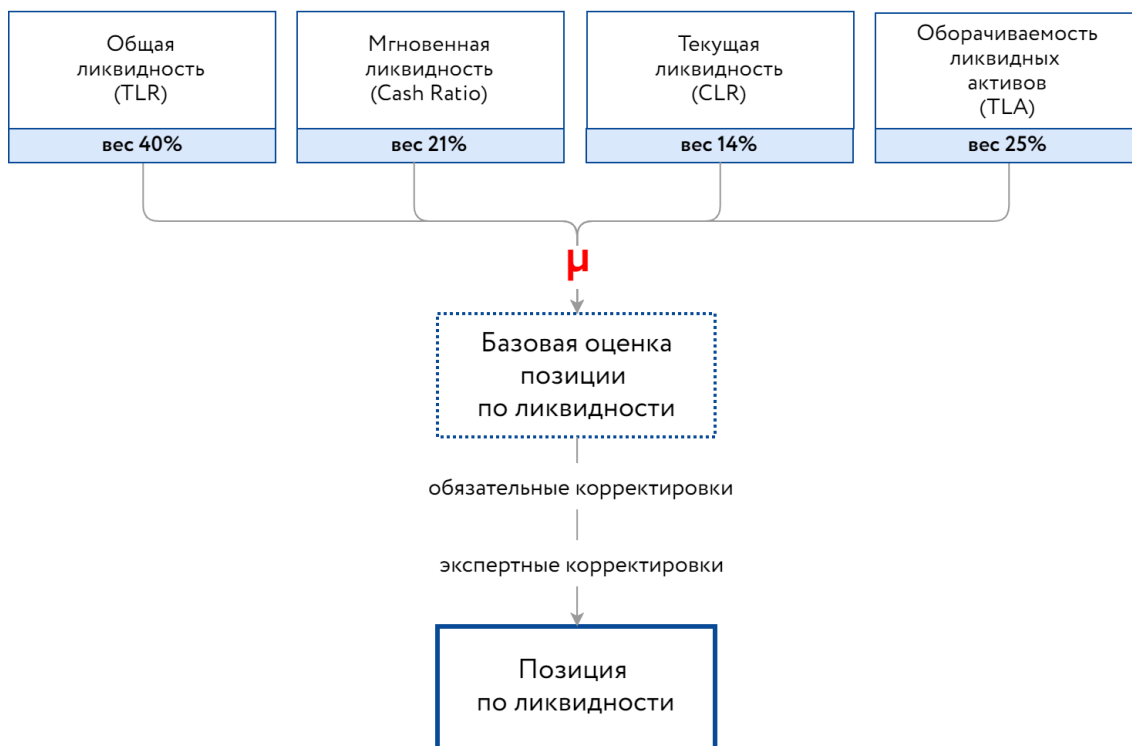 Общая
ликвидность
(TLR)
вес 40%
Мгновенная
ликвидность
(Cash Ratio)
вес 21%
Текущая
ликвидность
(CLR)
вес 14%
Оборачиваемость
ликвидных
активов
(TLA)
вес 25%
μ
Базовая оценка
позиции
по ликвидности
обязательные корректировки
экспертные корректировки
Позиция
по ликвидности